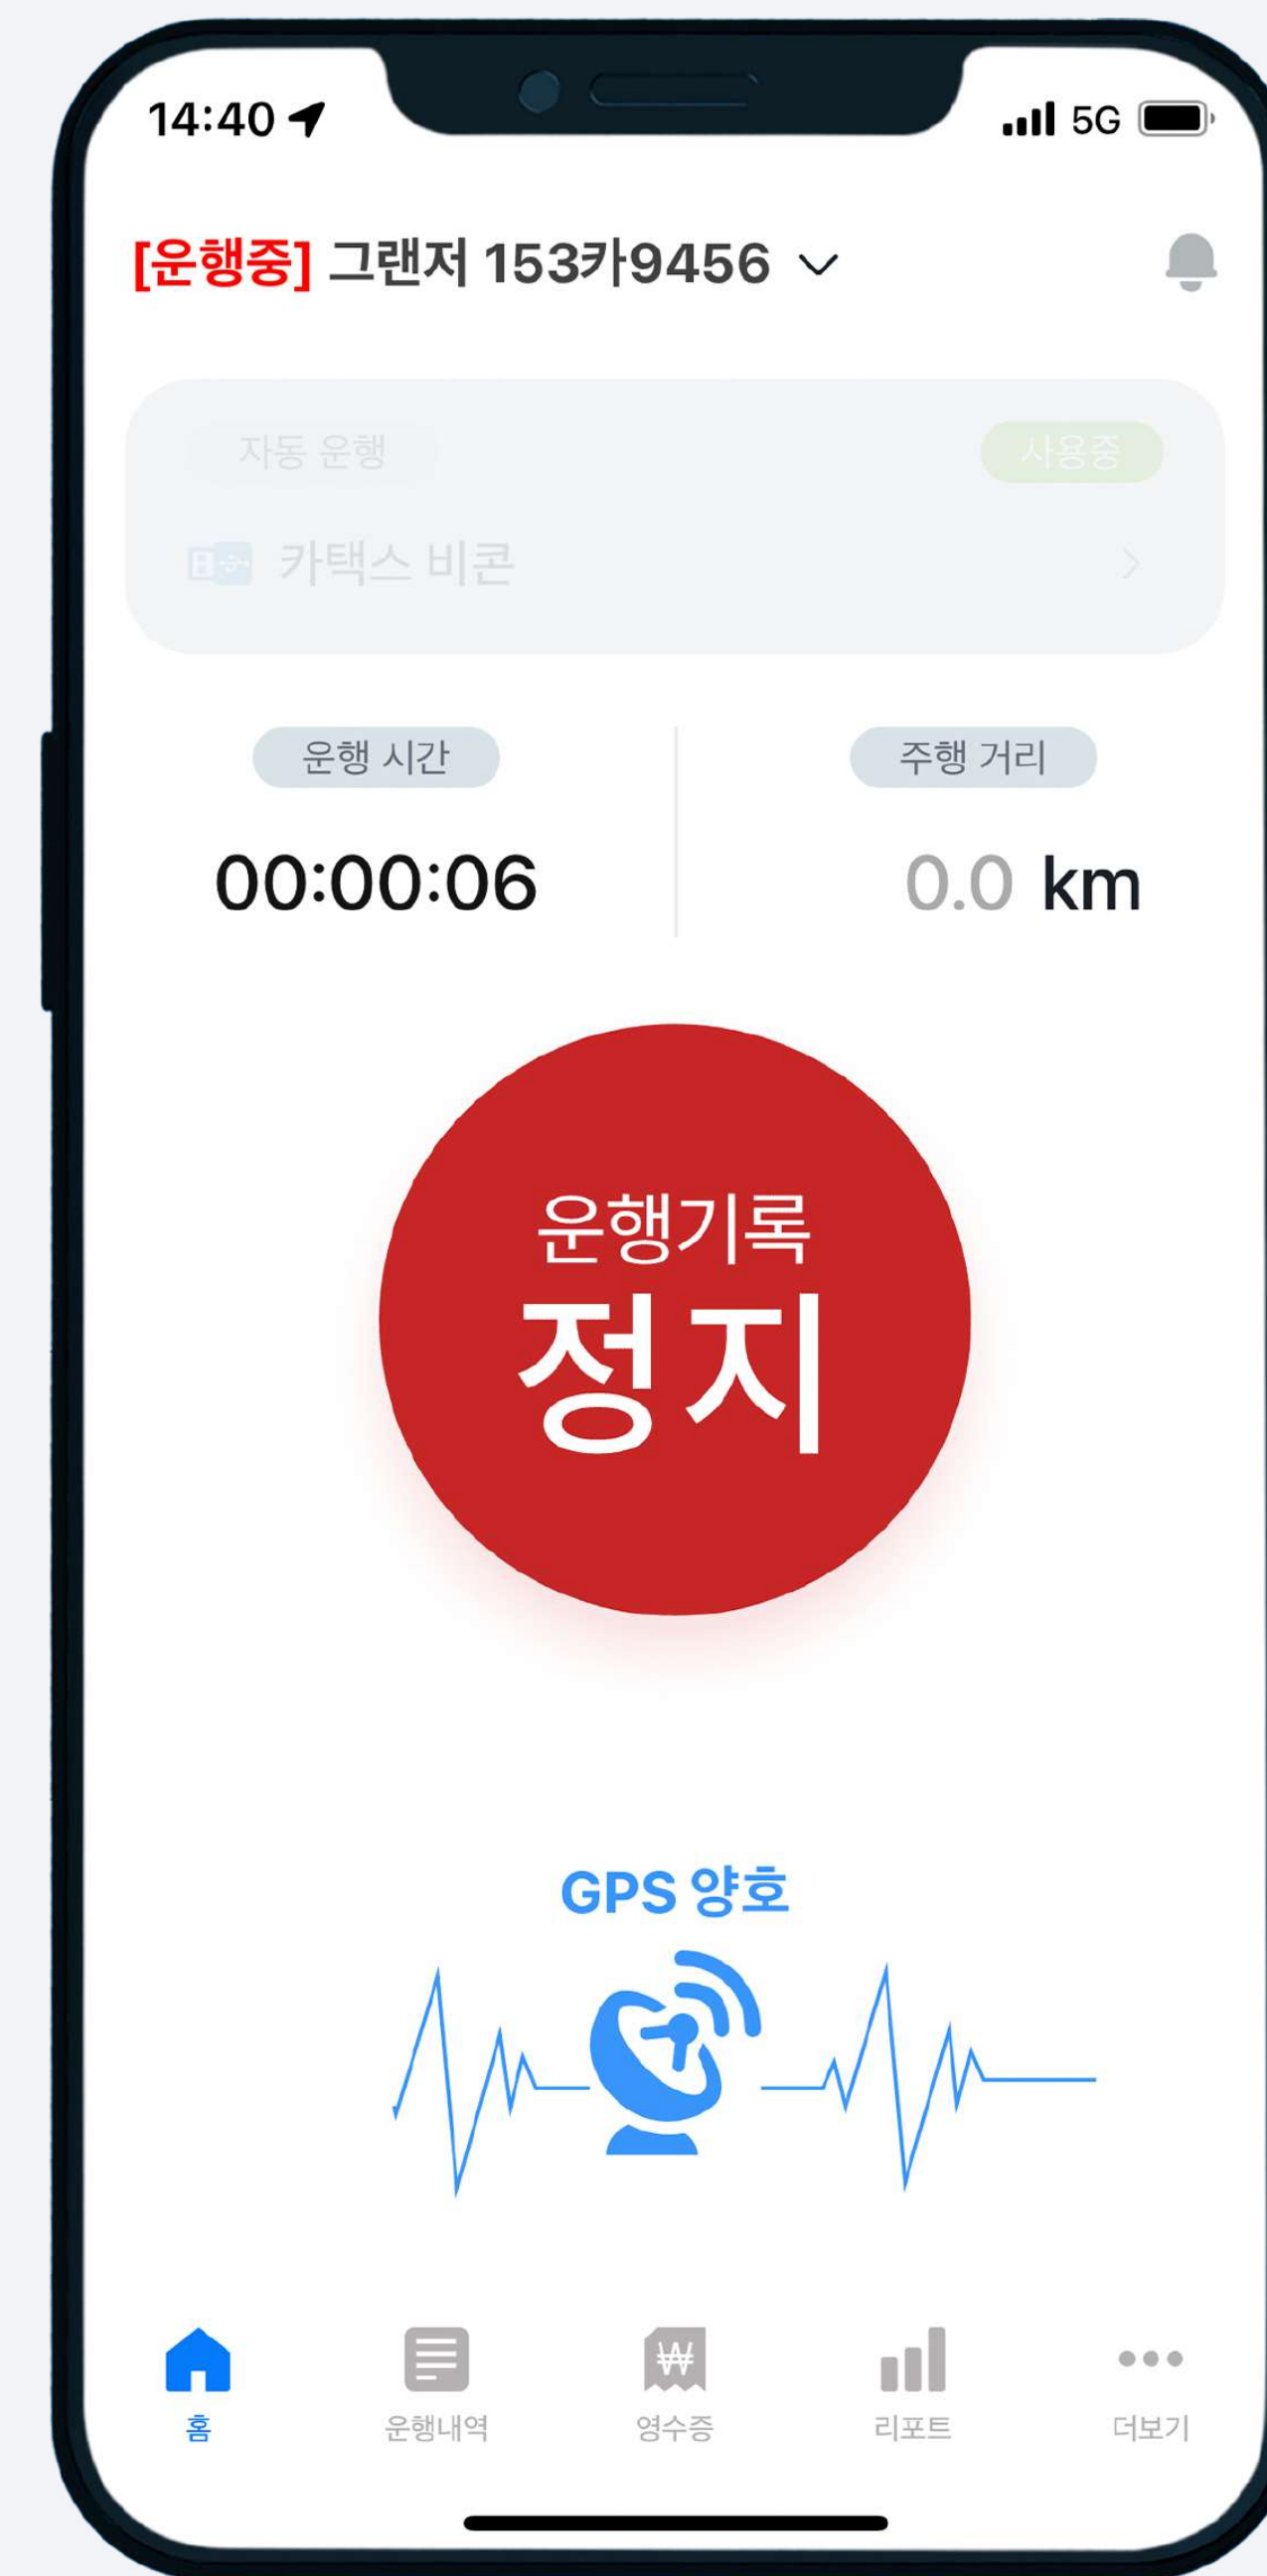 14:40 5G
[운행중] 그랜저 153카9456
자동 운행 사용중
카택스 비콘
운행 시간 주행 거리
00:00:06 0.0 km
운행기록
정지
GPS 양호
홈 운행내역 영수증 리포트 더보기